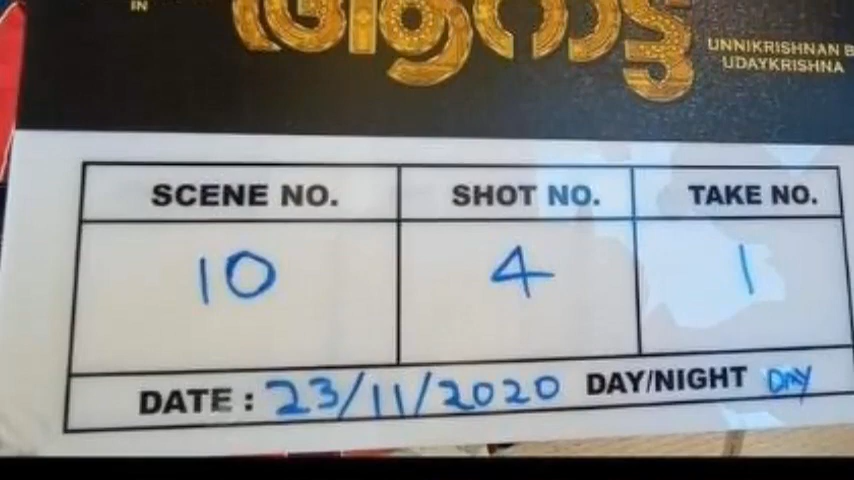 IN
UNNIKRISHNAN B
UDAYKRISHNA
SCENE NO. SHOT NO. TAKE NO.
10 4 1
DATE : 23/11/2020 DAY/NIGHT DAY